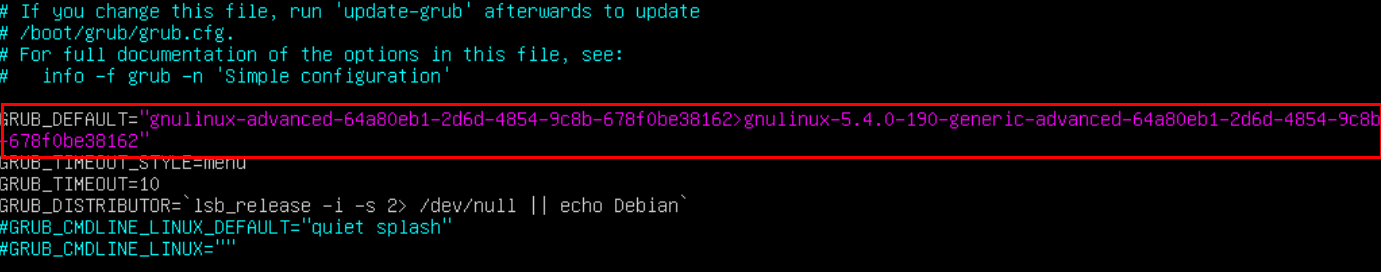 # If you change this file, run 'update-grub' afterwards to update
# /boot/grub/grub.cfg.
# For full documentation of the options in this file, see:
#   info -f grub -n 'Simple configuration'
GRUB_DEFAULT="gnulinux-advanced-64a80eb1-2d6d-4854-9c8b-678f0be38162>gnulinux-5.4.0-190-generic-advanced-64a80eb1-2d6d-4854-9c8b
-678f0be38162"
GRUB_TIMEOUT_STYLE=menu
GRUB_TIMEOUT=10
GRUB_DISTRIBUTOR=`lsb_release -i -s 2> /dev/null || echo Debian`
#GRUB_CMDLINE_LINUX_DEFAULT="quiet splash"
#GRUB_CMDLINE_LINUX=""